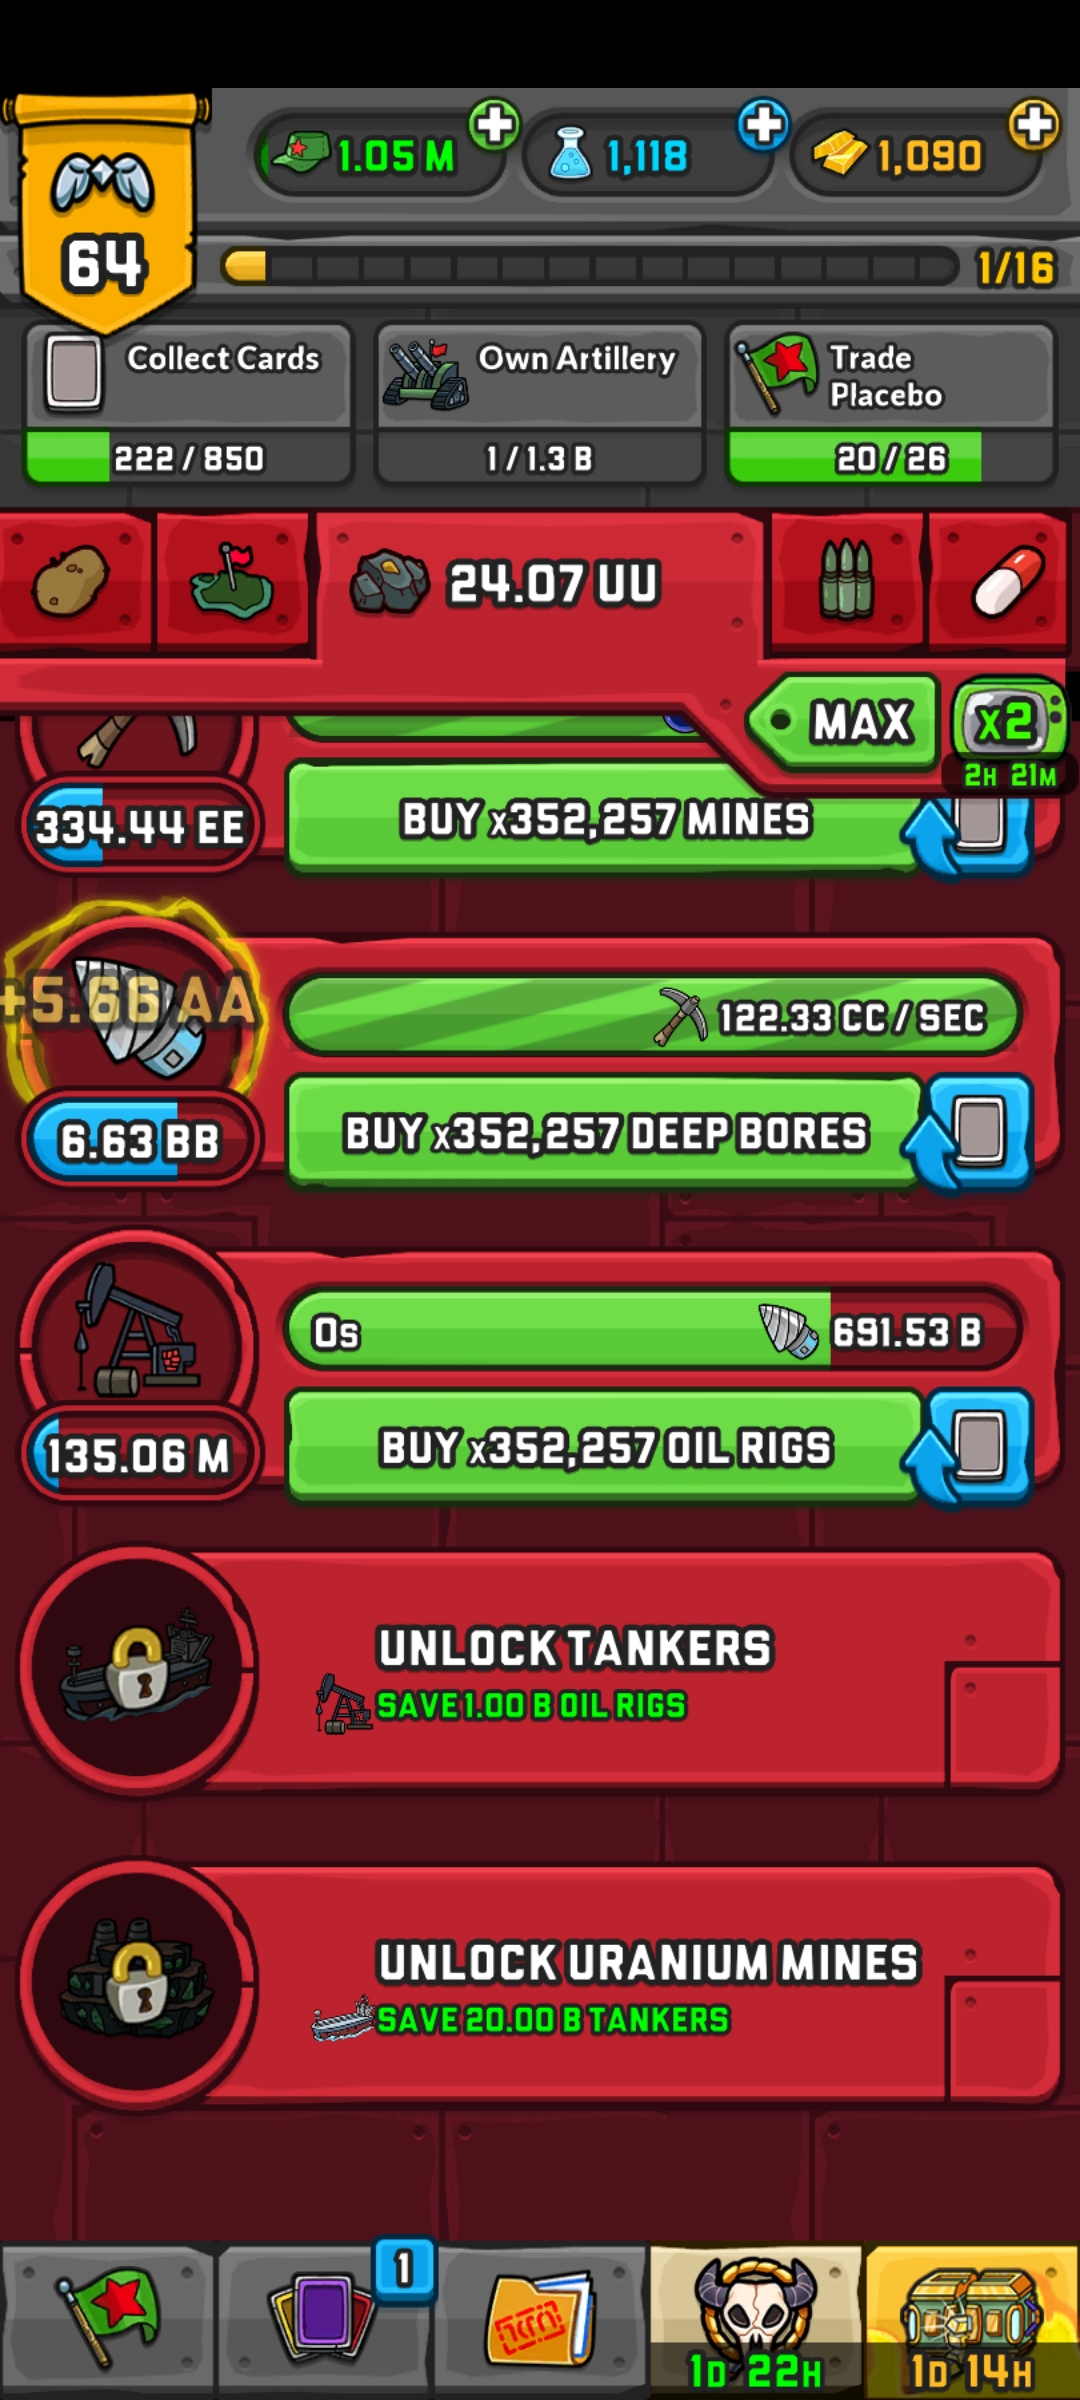 64
1.05 M
1,118
1,090
1/16
Collect Cards
222 / 850
Own Artillery
1 / 1.3 B
Trade
Placebo
20 / 26
24.07 UU
MAX
x2
2H 21M
334.44 EE
BUY x352,257 MINES
+5.66 AA
122.33 CC / SEC
6.63 BB
BUY x352,257 DEEP BORES
0s
691.53 B
135.06 M
BUY x352,257 OIL RIGS
UNLOCK TANKERS
SAVE 1.00 B OIL RIGS
UNLOCK URANIUM MINES
SAVE 20.00 B TANKERS
1
1D 22H
1D 14H